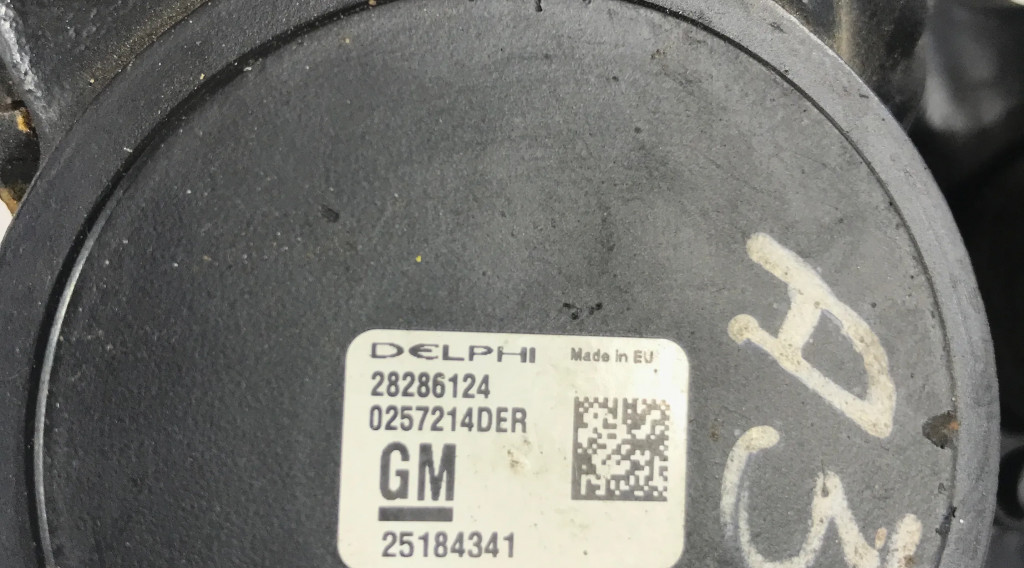 DELPHI Made in EU
28286124
0257214DER
GM
25184341